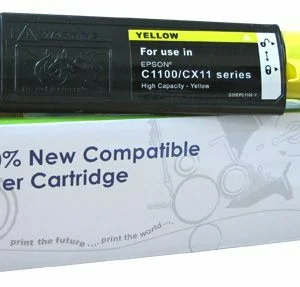 YELLOW
For use in
EPSON®
C1100/CX11 series
High Capacity - Yellow
0% New Compatible
er Cartridge
print the future .... print the world...